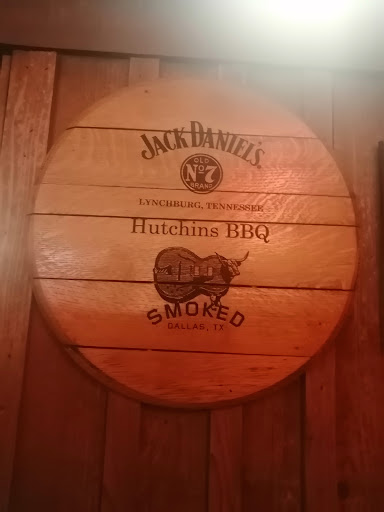 JACK DANIEL'S
OLD
No7
BRAND
LYNCHBURG, TENNESSEE
Hutchins BBQ
SMOKED
DALLAS, TX